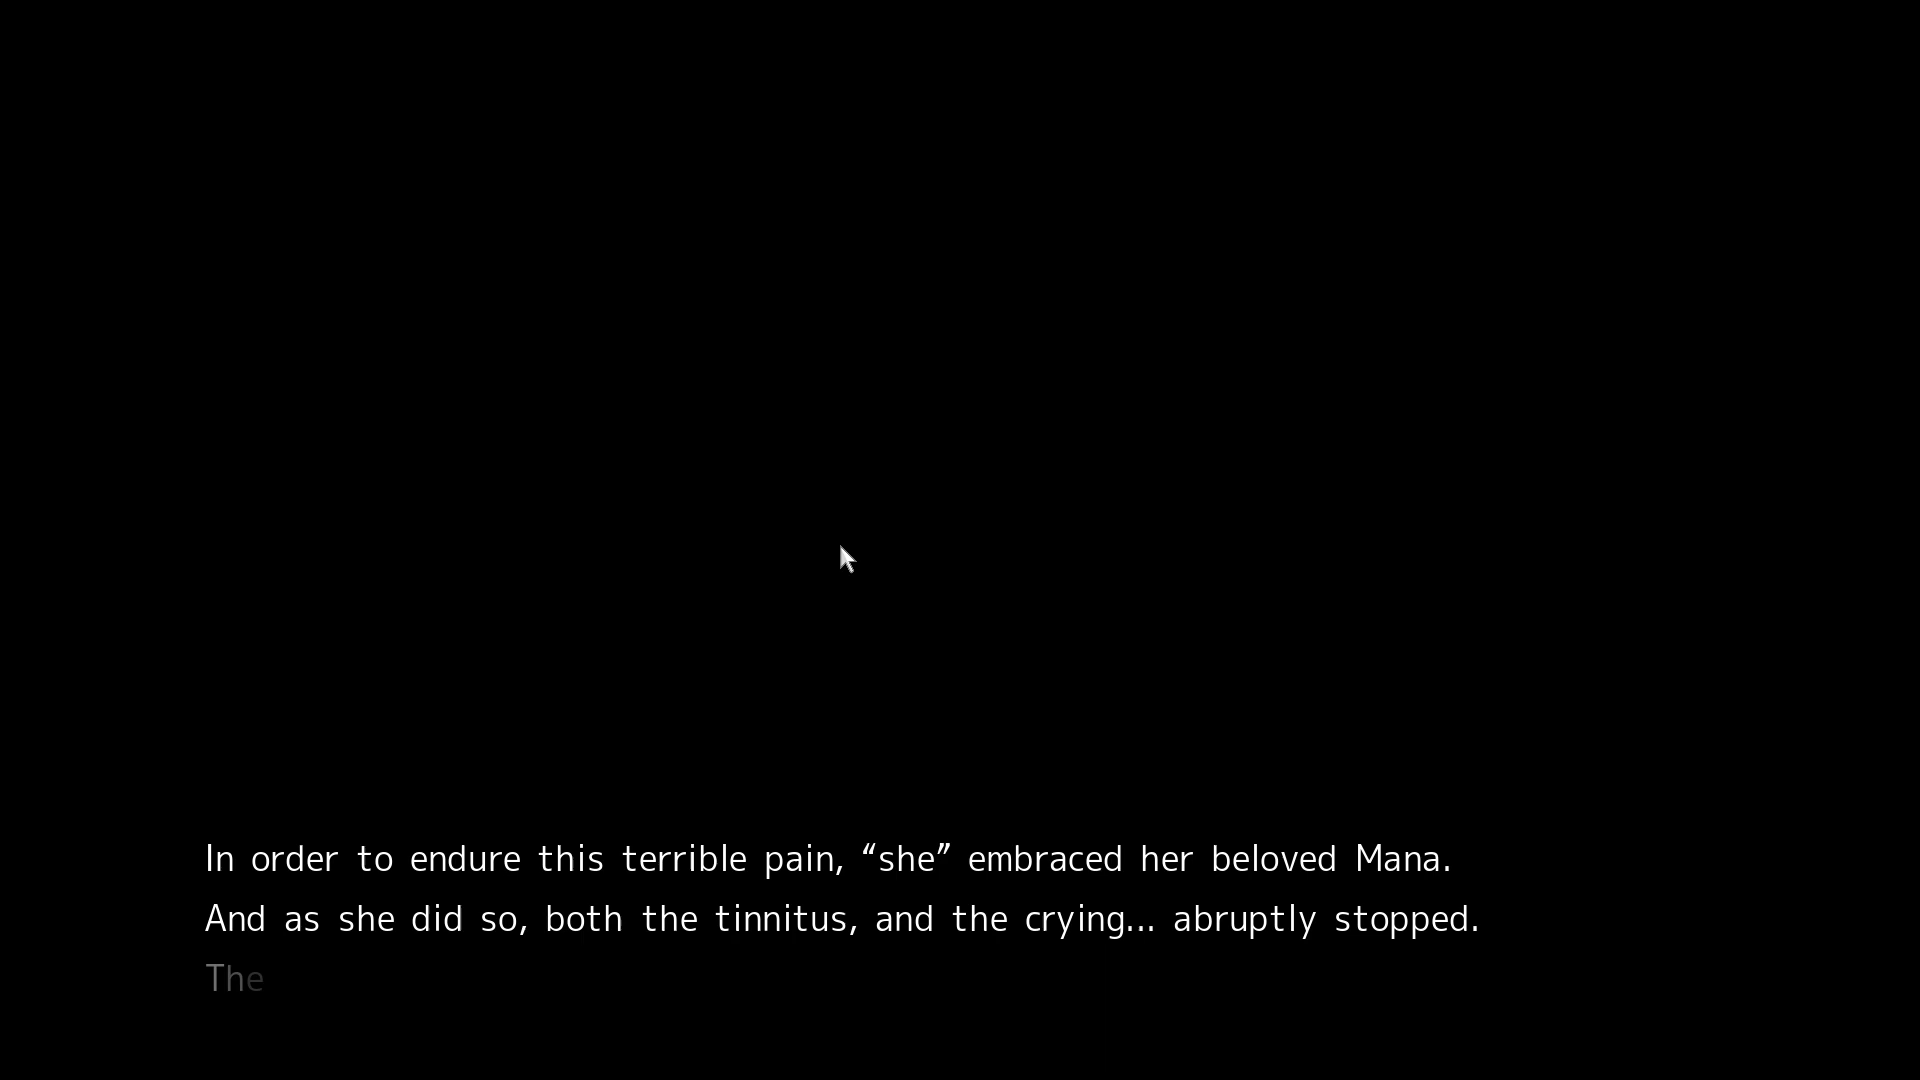 In order to endure this terrible pain, “she” embraced her beloved Mana.
And as she did so, both the tinnitus, and the crying... abruptly stopped.
The